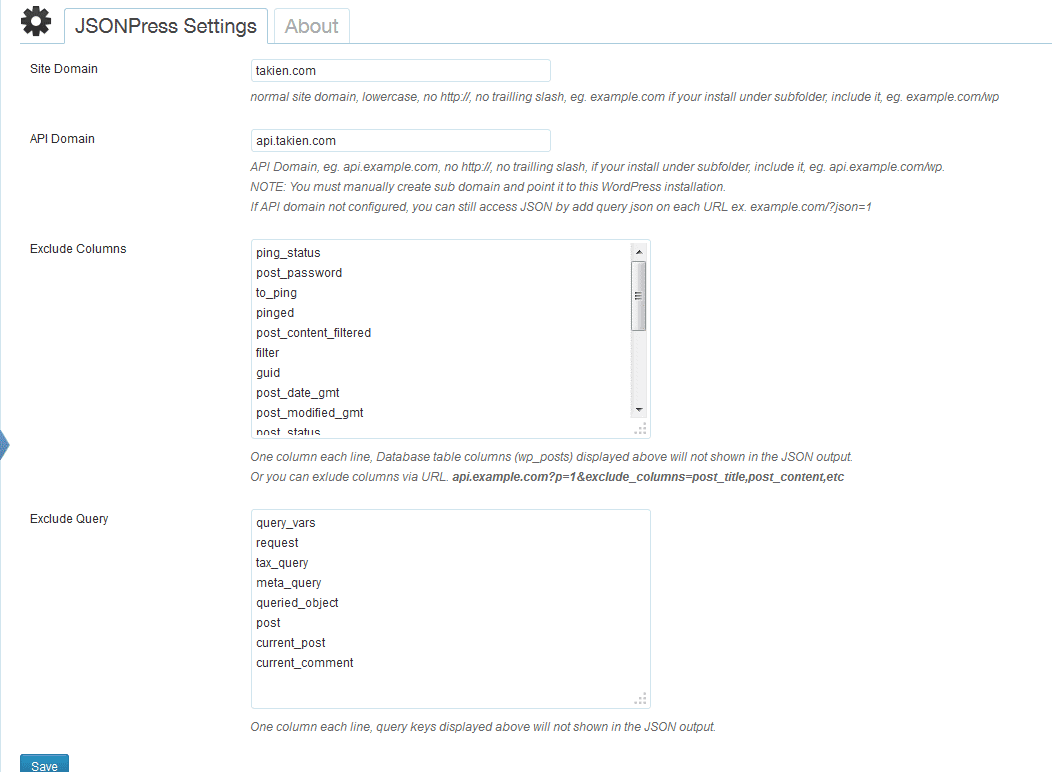 JSONPress Settings About
Site Domain
takien.com
normal site domain, lowercase, no http://, no trailling slash, eg. example.com if your install under subfolder, include it, eg. example.com/wp
API Domain
api.takien.com
API Domain, eg. api.example.com, no http://, no trailling slash, if your install under subfolder, include it, eg. api.example.com/wp.
NOTE: You must manually create sub domain and point it to this WordPress installation.
If API domain not configured, you can still access JSON by add query json on each URL ex. example.com/?json=1
Exclude Columns
ping_status
post_password
to_ping
pinged
post_content_filtered
filter
guid
post_date_gmt
post_modified_gmt
post_status
One column each line, Database table columns (wp_posts) displayed above will not shown in the JSON output.
Or you can exlude columns via URL. api.example.com?p=1&exclude_columns=post_title,post_content,etc
Exclude Query
query_vars
request
tax_query
meta_query
queried_object
post
current_post
current_comment
One column each line, query keys displayed above will not shown in the JSON output.
Save